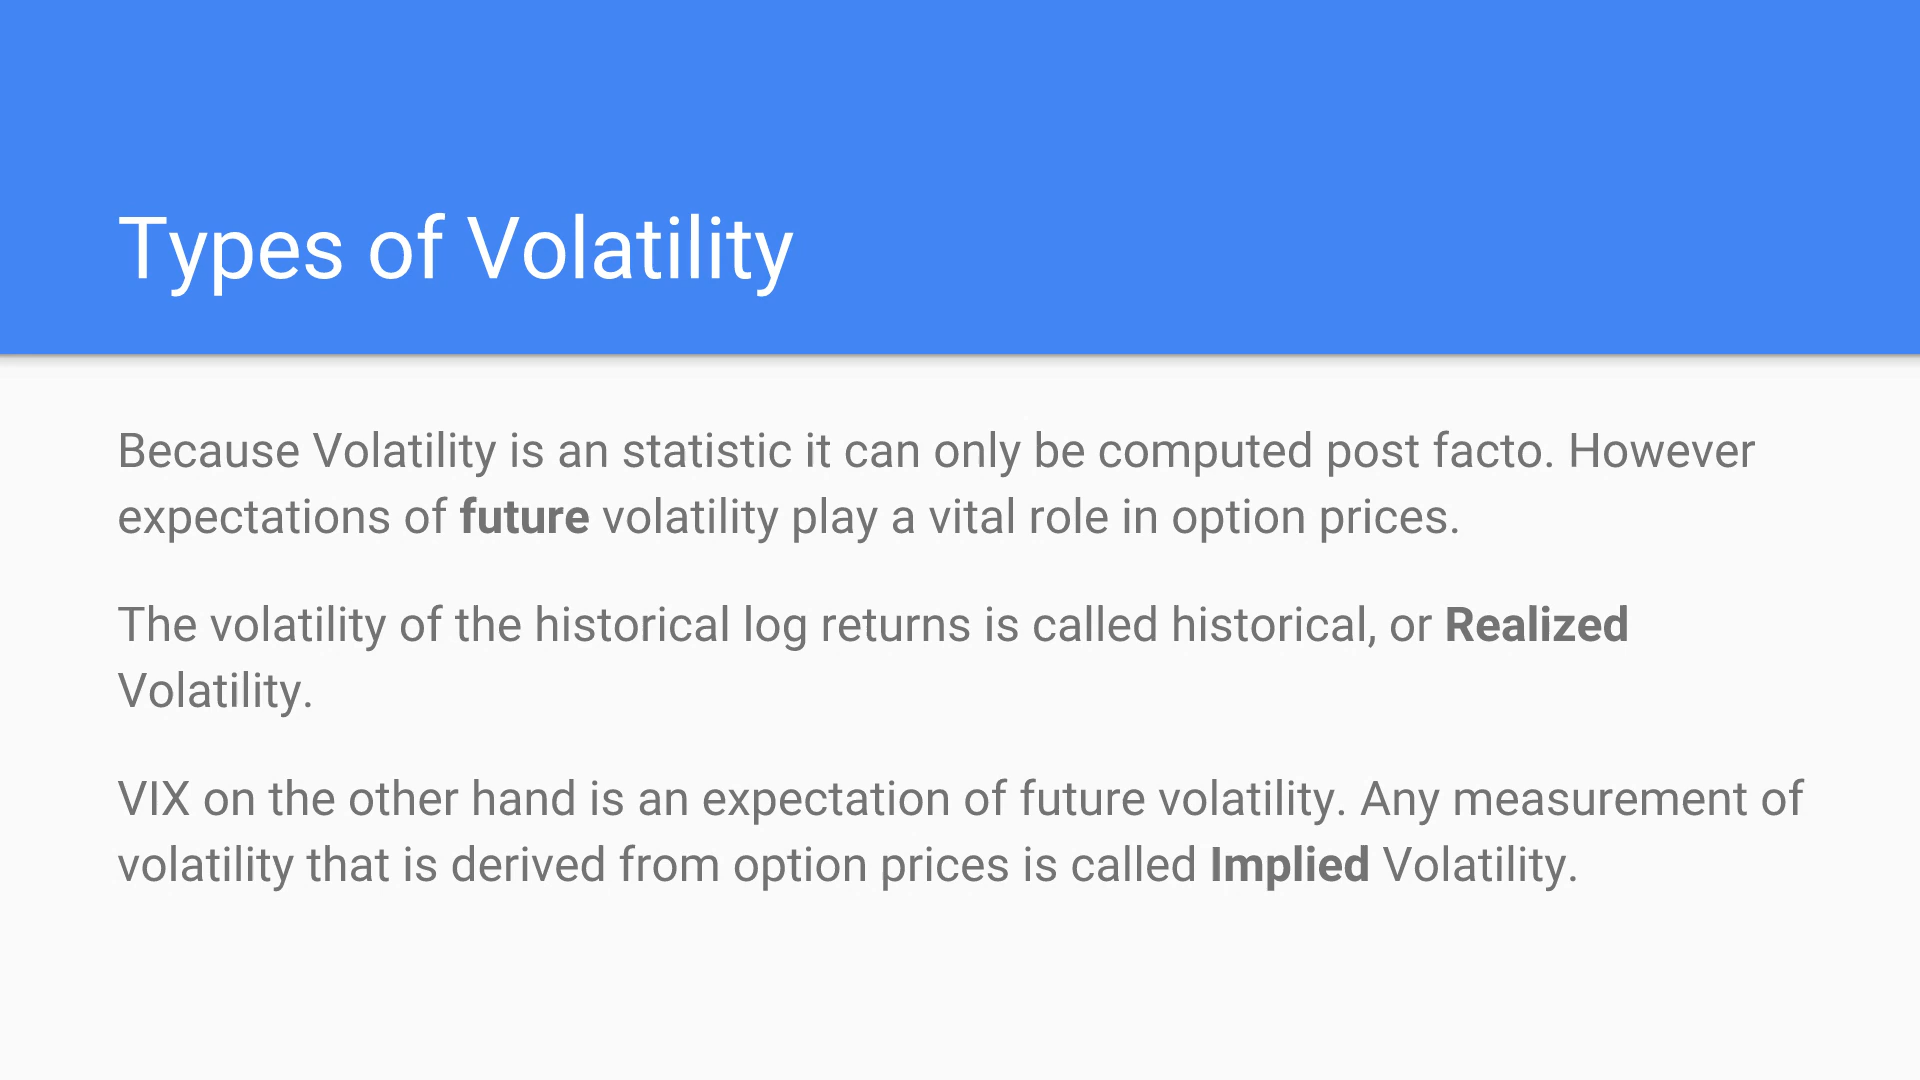 Types of Volatility
Because Volatility is an statistic it can only be computed post facto. However
expectations of future volatility play a vital role in option prices.
The volatility of the historical log returns is called historical, or Realized
Volatility.
VIX on the other hand is an expectation of future volatility. Any measurement of
volatility that is derived from option prices is called Implied Volatility.